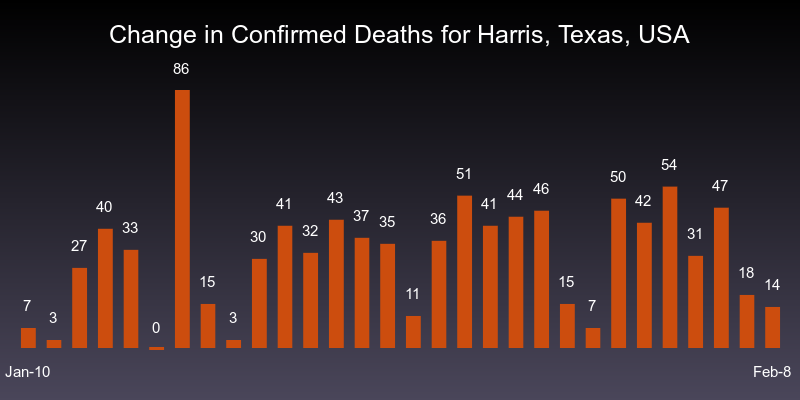 Change in Confirmed Deaths for Harris, Texas, USA
7 3 27 40 33 0 86 15 3 30 41 32 43 37 35 11 36 51 41 44 46 15 7 50 42 54 31 47 18 14
Jan-10 Feb-8